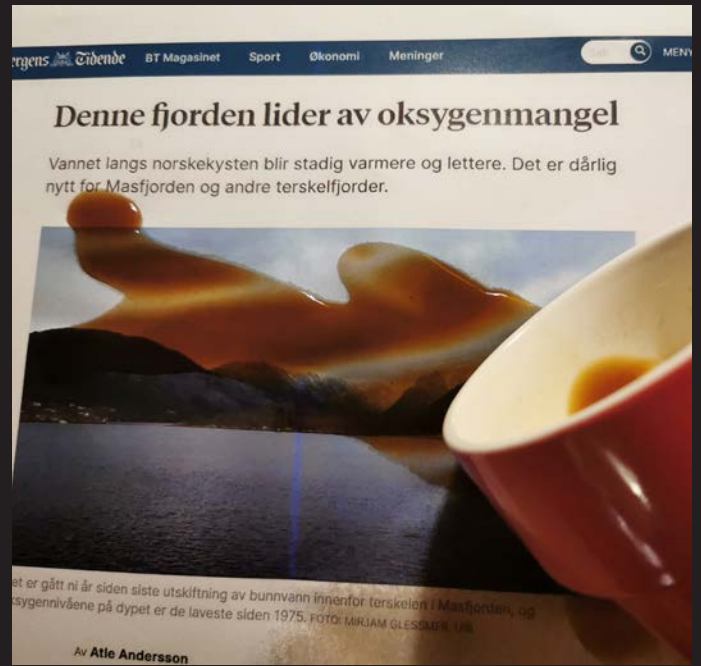 Tidende BT Magasinet Sport Økonomi Meninger
Denne fjorden lider av oksygenmangel
Vannet langs norskekysten blir stadig varmere og lettere. Det er dårlig
nytt for Masfjorden og andre terskelfjorder.
et er gått ni år siden siste utskiftning av bunnvann innenfor terskelen i Masfjorden, og
ksygennivåene på dypet er de laveste siden 1975. FOTO: MIRJAM GLESSMER, UIB
Av Atle Andersson